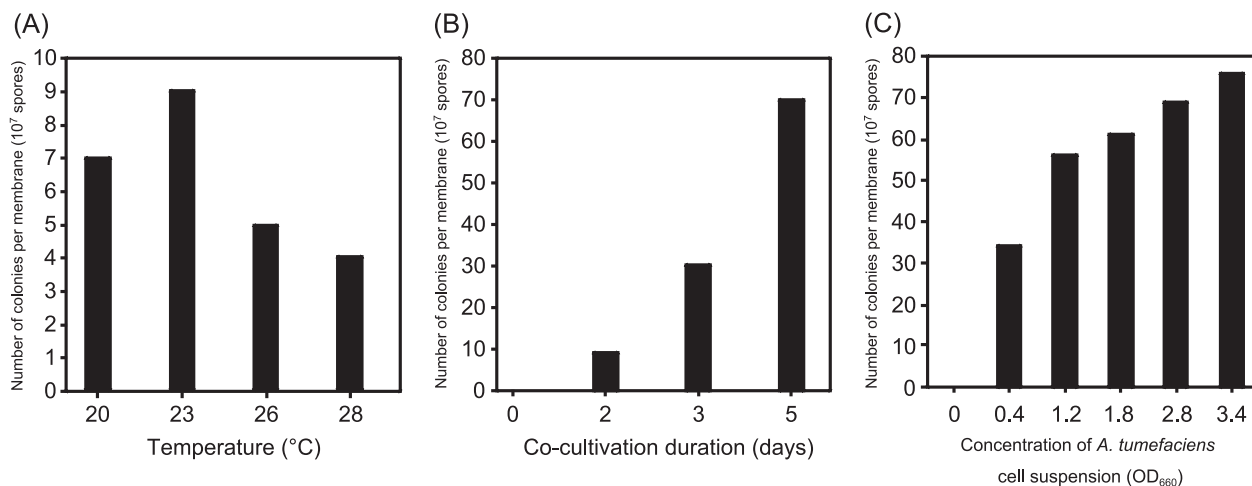 (A)
Number of colonies per membrane (10⁷ spores)
10
9
8
7
6
5
4
3
2
1
0
20 23 26 28
Temperature (°C)
(B)
Number of colonies per membrane (10⁷ spores)
80
70
60
50
40
30
20
10
0
0 2 3 5
Co-cultivation duration (days)
(C)
Number of colonies per membrane (10⁷ spores)
80
70
60
50
40
30
20
10
0
0 0.4 1.2 1.8 2.8 3.4
Concentration of A. tumefaciens
cell suspension (OD₆₆₀)